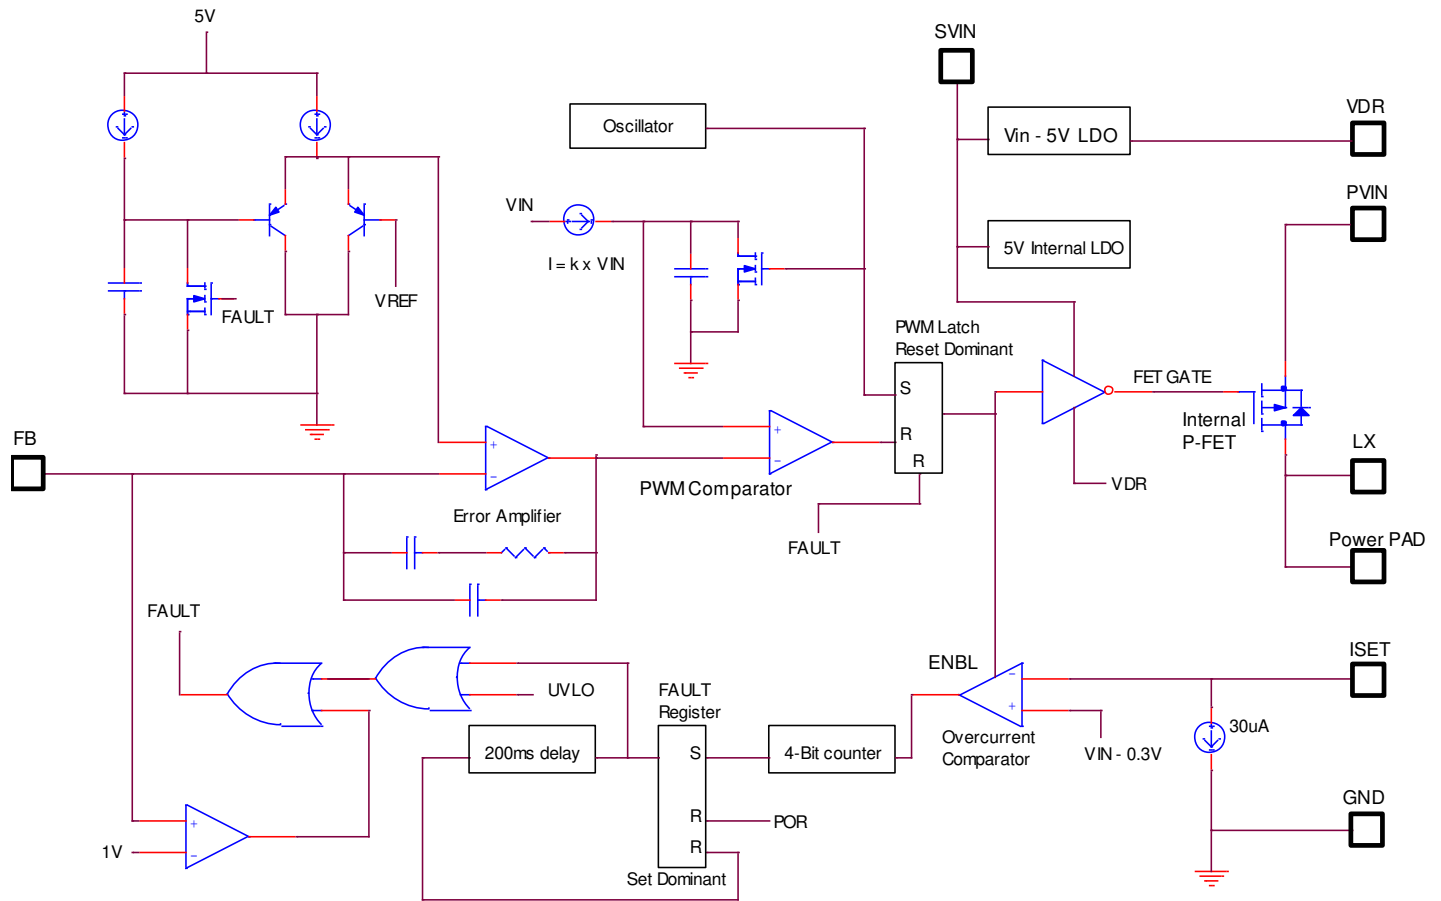 5V
SVIN
VDR
Oscillator
Vin - 5V LDO
PVIN
VIN
I = k x VIN
5V Internal LDO
VREF
FAULT
PWM Latch
Reset Dominant
FET GATE
S
R
R
Internal
P-FET
FB
+
-
+
-
LX
PWM Comparator
VDR
Error Amplifier
FAULT
Power PAD
FAULT
ENBL
ISET
UVLO
FAULT
Register
-
+
30uA
200ms delay
S
4-Bit counter
Overcurrent
Comparator
VIN - 0.3V
GND
R
POR
R
+
-
1V
Set Dominant